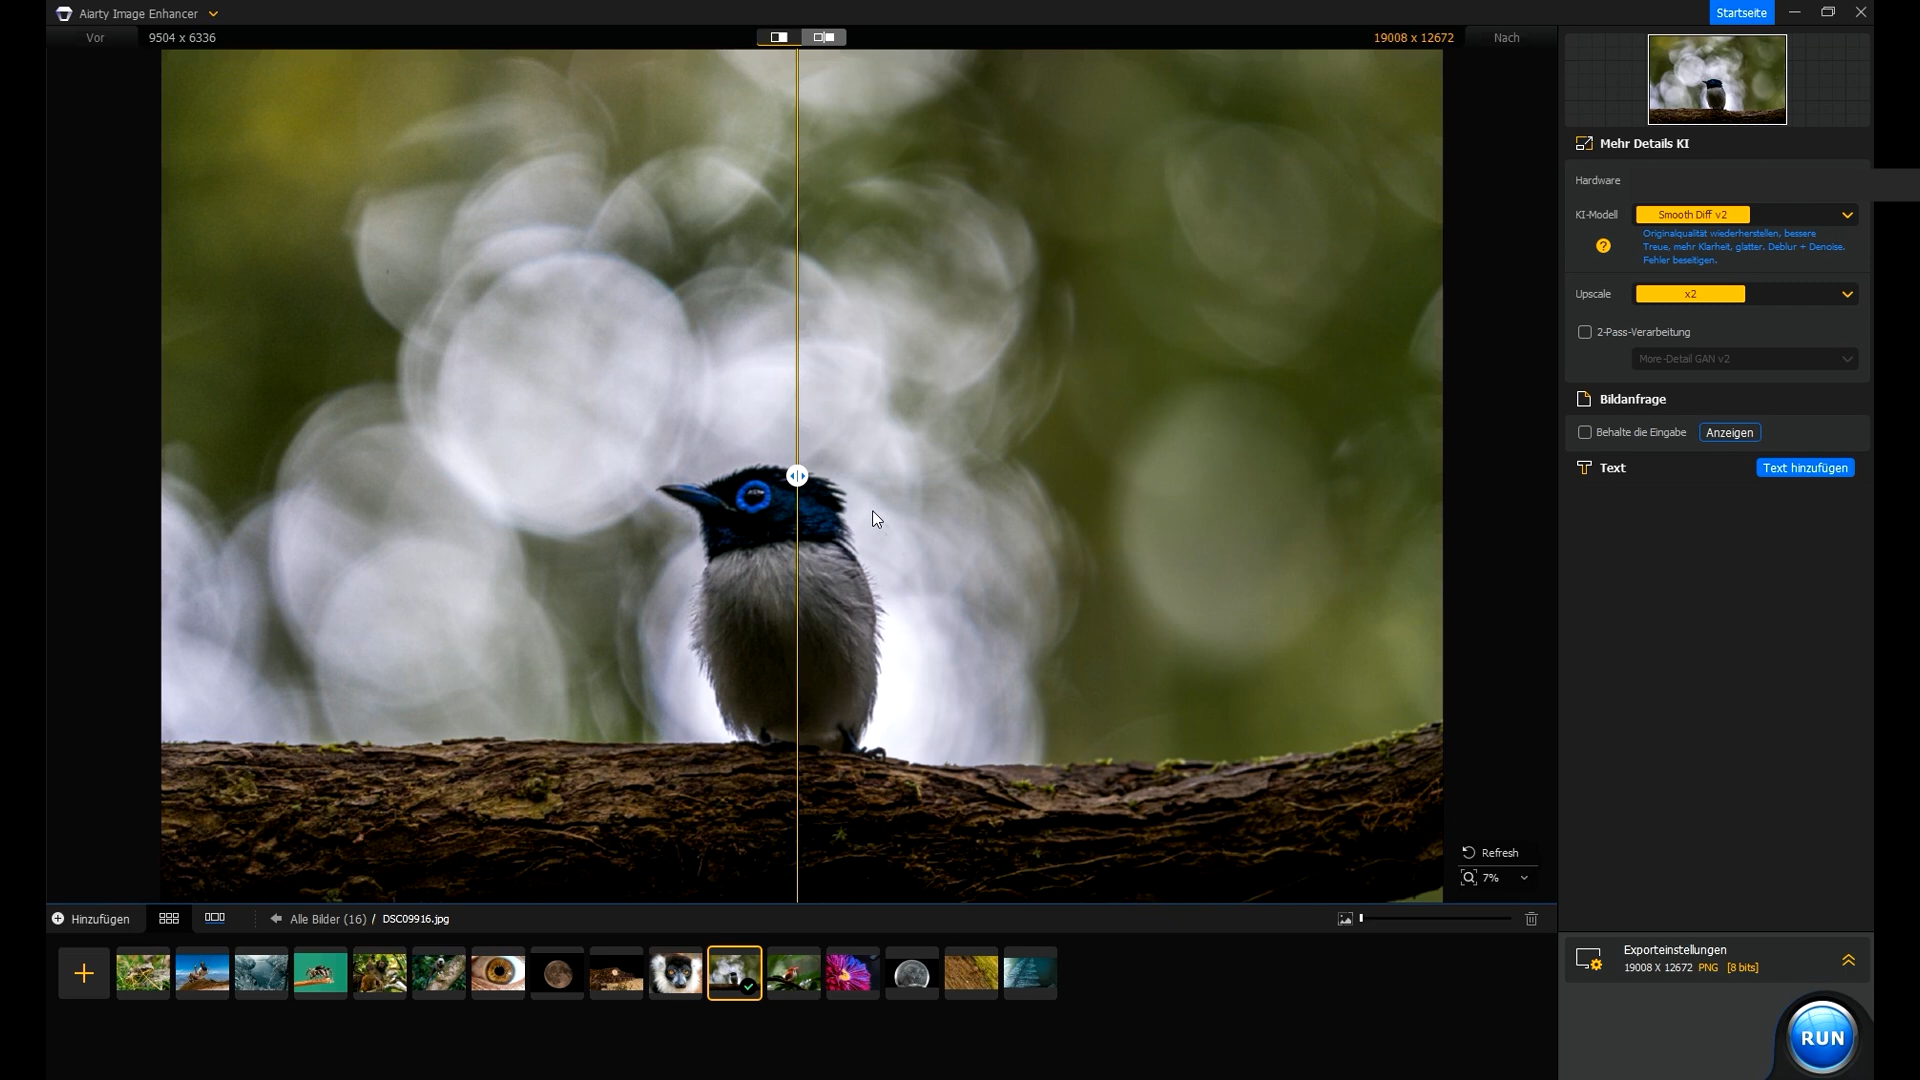 Aiarty Image Enhancer
Startseite
Vor
9504 x 6336
19008 x 12672
Nach
Mehr Details KI
Hardware
KI-Modell
Smooth Diff v2
Originalqualität wiederherstellen, bessere
Treue, mehr Klarheit, glatter. Deblur + Denoise.
Fehler beseitigen.
Upscale
x2
2-Pass-Verarbeitung
More-Detail GAN v2
Bildanfrage
Behalte die Eingabe
Anzeigen
Text
Text hinzufügen
Refresh
7%
Hinzufügen
Alle Bilder (16) / DSC09916.jpg
Exporteinstellungen
19008 X 12672 PNG [8 bits]
RUN